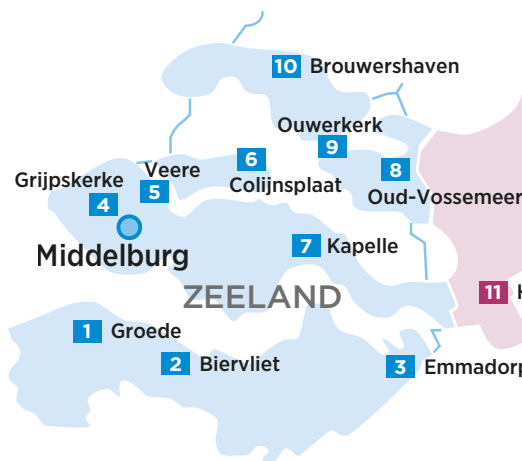 10 Brouwershaven
Ouwerkerk
9
6
Colijnsplaat
8
Oud-Vossemeer
Veere
5
Grijpskerke
4
Middelburg
7 Kapelle
ZEELAND
11
1 Groede
2 Biervliet
3 Emmadorp